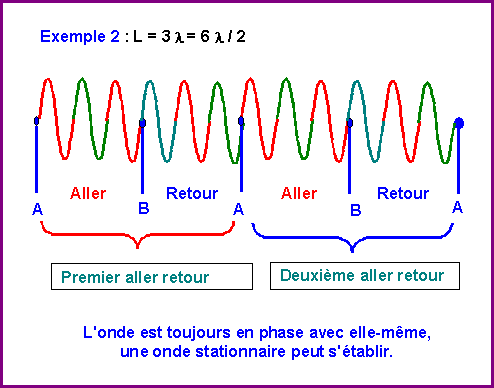 Exemple 2 : L = 3 λ = 6 λ / 2
Aller Retour Aller Retour
A B A B A
Premier aller retour Deuxième aller retour
L'onde est toujours en phase avec elle-même,
une onde stationnaire peut s'établir.